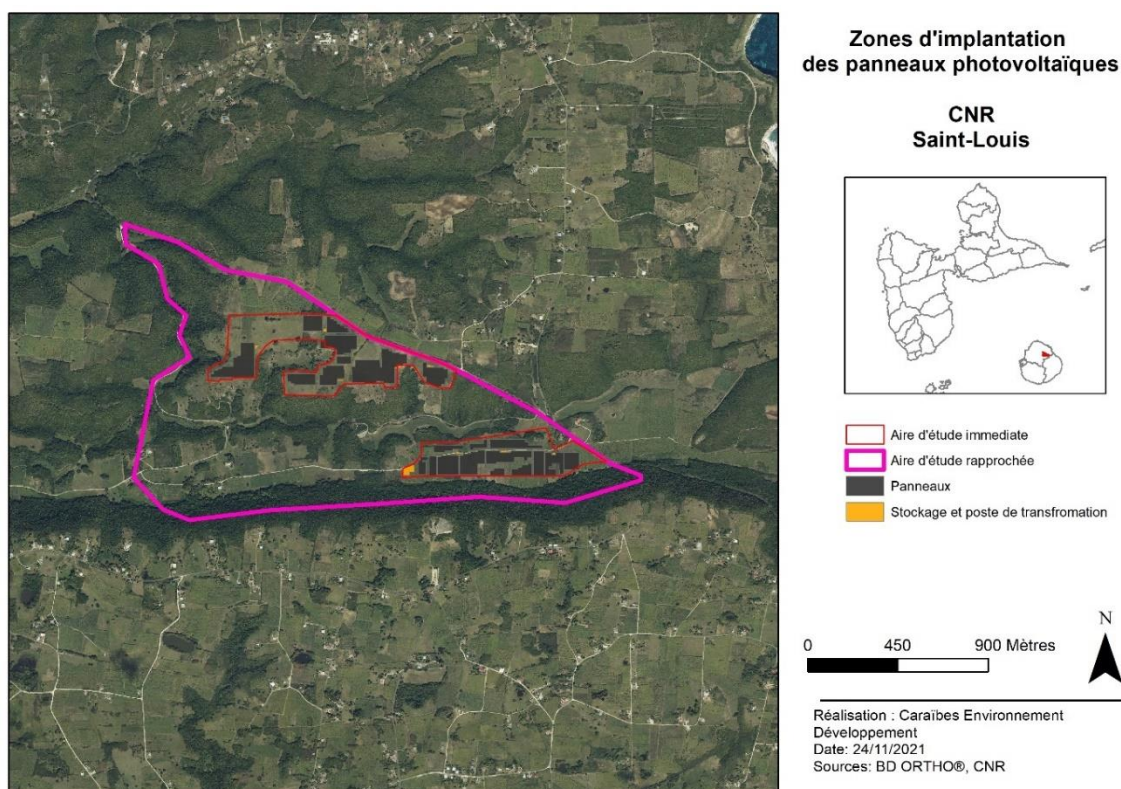 Zones d'implantation
des panneaux photovoltaïques
CNR
Saint-Louis
Aire d'étude immediate
Aire d'étude rapprochée
Panneaux
Stockage et poste de transfromation
N
0 450 900 Mètres
Réalisation : Caraïbes Environnement
Développement
Date: 24/11/2021
Sources: BD ORTHO®, CNR